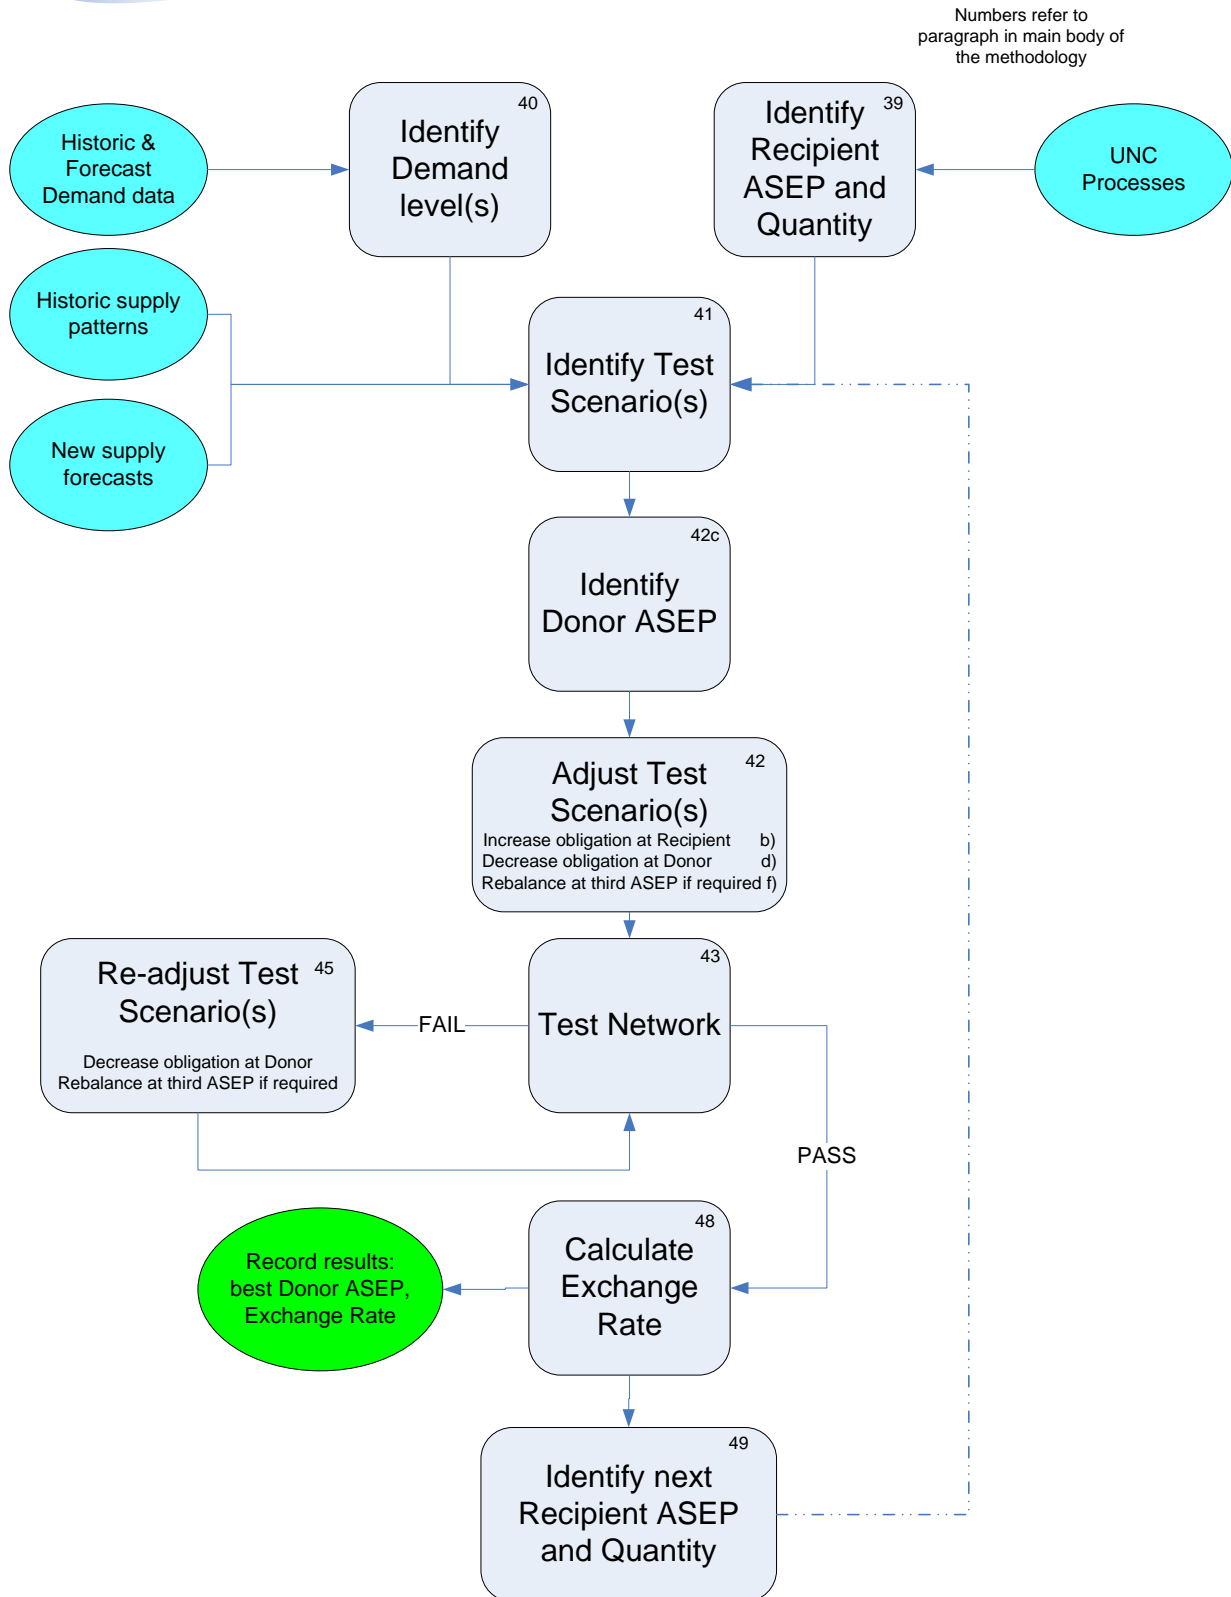 Numbers refer to
paragraph in main body of
the methodology
40
Identify
Demand
level(s)
39
Identify
Recipient
ASEP and
Quantity
Historic &
Forecast
Demand data
UNC
Processes
Historic supply
patterns
41
Identify Test
Scenario(s)
New supply
forecasts
42c
Identify
Donor ASEP
42
Adjust Test
Scenario(s)
Increase obligation at Recipient b)
Decrease obligation at Donor d)
Rebalance at third ASEP if required f)
45
Re-adjust Test
Scenario(s)
Decrease obligation at Donor
Rebalance at third ASEP if required
FAIL
43
Test Network
PASS
48
Calculate
Exchange
Rate
Record results:
best Donor ASEP,
Exchange Rate
49
Identify next
Recipient ASEP
and Quantity